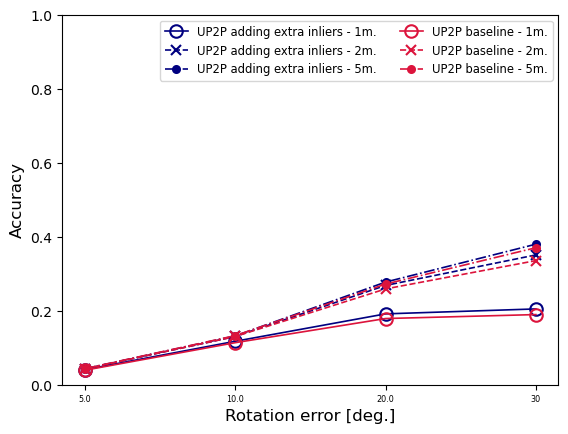 UP2P adding extra inliers - 1m.
UP2P adding extra inliers - 2m.
UP2P adding extra inliers - 5m.
UP2P baseline - 1m.
UP2P baseline - 2m.
UP2P baseline - 5m.
Accuracy
1.0
0.8
0.6
0.4
0.2
0.0
5.0 10.0 20.0 30
Rotation error [deg.]